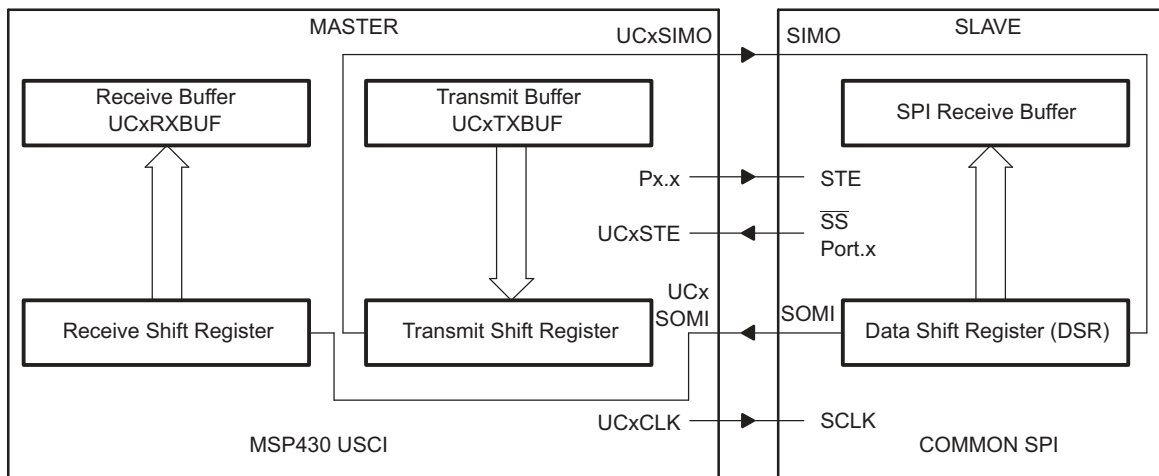 MASTER
UCxSIMO
SIMO
SLAVE
Receive Buffer
UCxRXBUF
Transmit Buffer
UCxTXBUF
SPI Receive Buffer
Px.x
STE
UCxSTE
SS
Port.x
UCx
SOMI
SOMI
Receive Shift Register
Transmit Shift Register
Data Shift Register (DSR)
UCxCLK
SCLK
MSP430 USCI
COMMON SPI